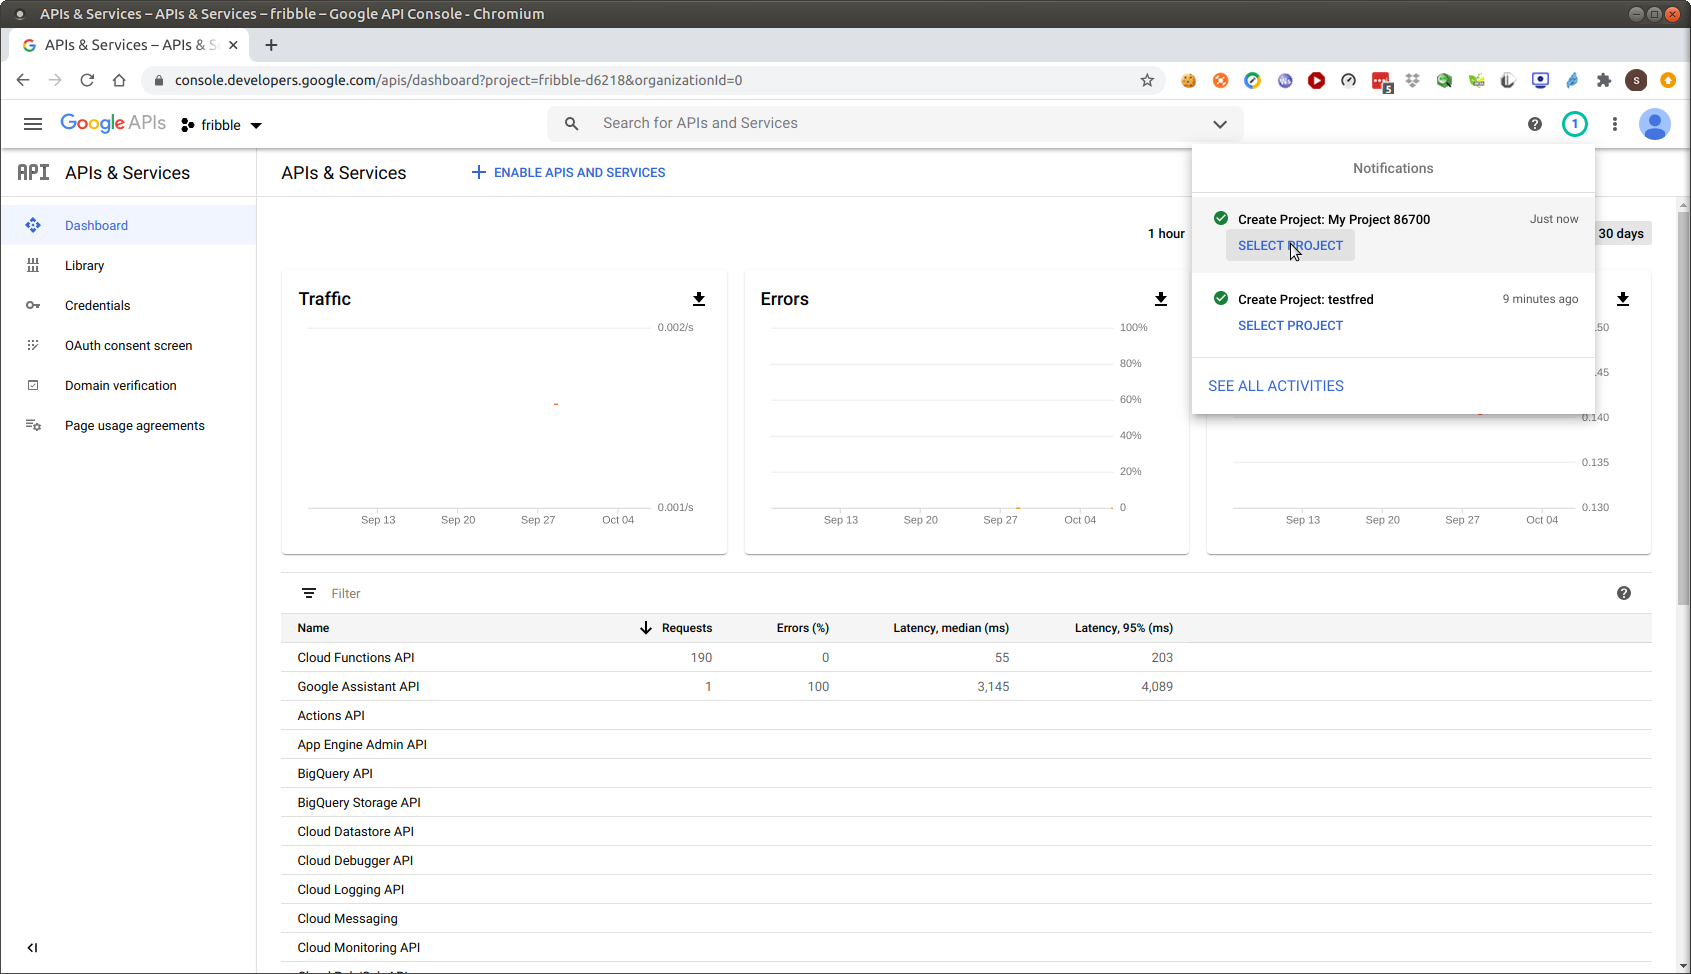 APIs & Services – APIs & Services – fribble – Google API Console - Chromium
APIs & Services – APIs & S
console.developers.google.com/apis/dashboard?project=fribble-d6218&organizationId=0
5
S
Google APIs
fribble
Search for APIs and Services
1
API APIs & Services
Dashboard
Library
Credentials
OAuth consent screen
Domain verification
Page usage agreements
APIs & Services
ENABLE APIS AND SERVICES
1 hour
30 days
Notifications
Create Project: My Project 86700
Just now
SELECT PROJECT
Create Project: testfred
9 minutes ago
SELECT PROJECT
SEE ALL ACTIVITIES
Traffic
0.002/s
0.001/s
Sep 13 Sep 20 Sep 27 Oct 04
Errors
100%
80%
60%
40%
20%
0
Sep 13 Sep 20 Sep 27 Oct 04
.50
.45
0.140
0.135
0.130
Sep 13 Sep 20 Sep 27 Oct 04
Filter
Name Requests Errors (%) Latency, median (ms) Latency, 95% (ms)
Cloud Functions API 190 0 55 203
Google Assistant API 1 100 3,145 4,089
Actions API
App Engine Admin API
BigQuery API
BigQuery Storage API
Cloud Datastore API
Cloud Debugger API
Cloud Logging API
Cloud Messaging
Cloud Monitoring API